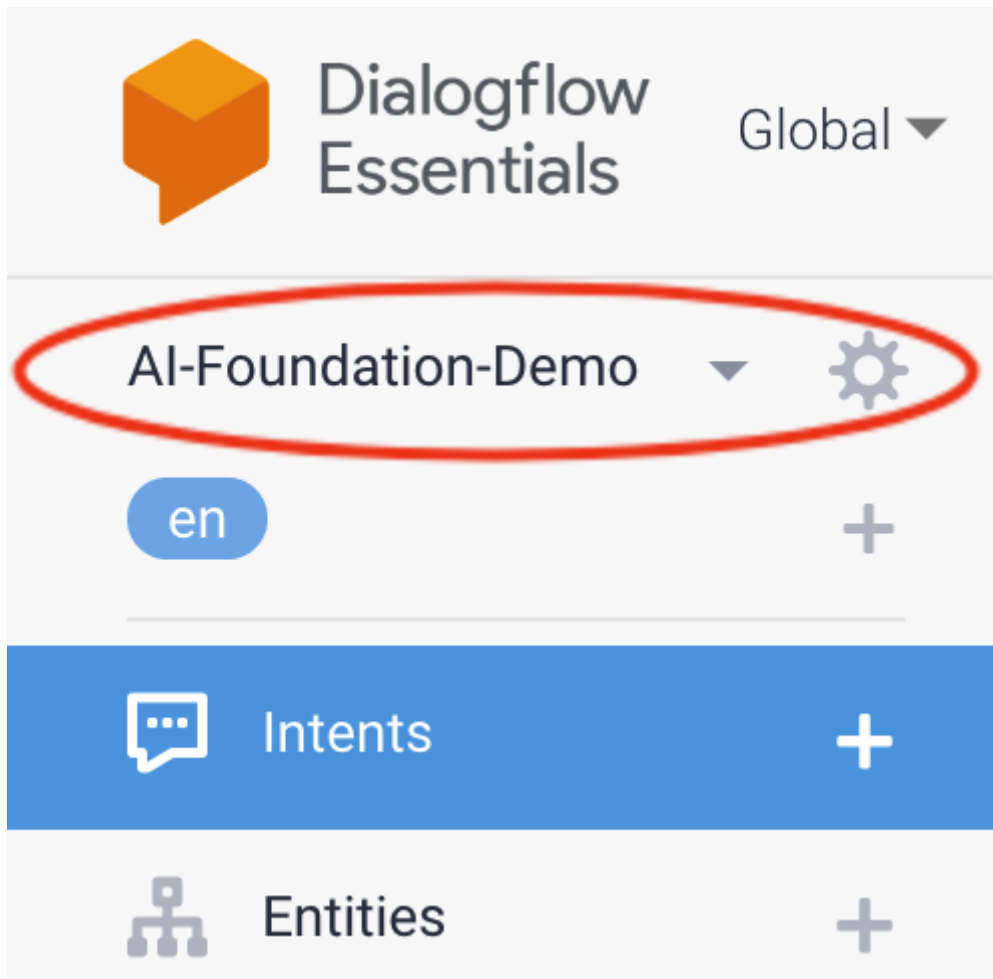 Dialogflow
Essentials
Global
AI-Foundation-Demo
en
Intents
Entities